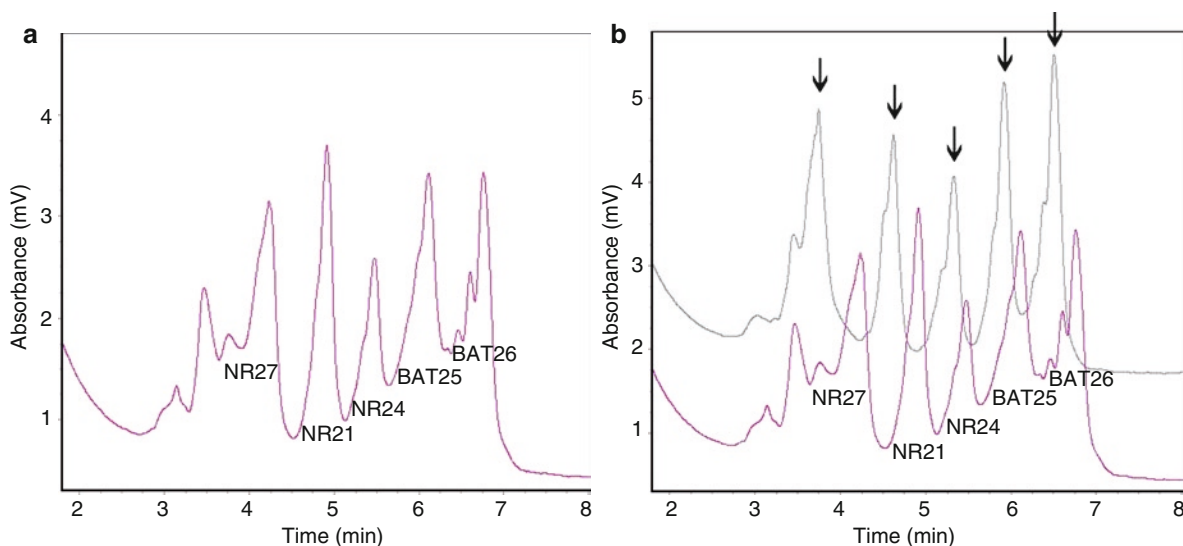 a
Absorbance (mV)
4
3
2
1
NR27
NR21
NR24
BAT25
BAT26
2 3 4 5 6 7 8
Time (min)
b
Absorbance (mV)
5
4
3
2
1
NR27
NR21
NR24
BAT25
BAT26
2 3 4 5 6 7 8
Time (min)